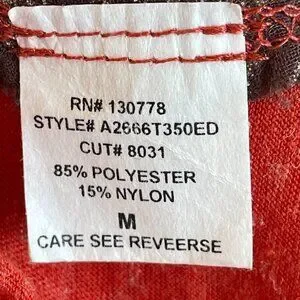 RN# 130778
STYLE# A2666T350ED
CUT# 8031
85% POLYESTER
15% NYLON
M
CARE SEE REVEERSE